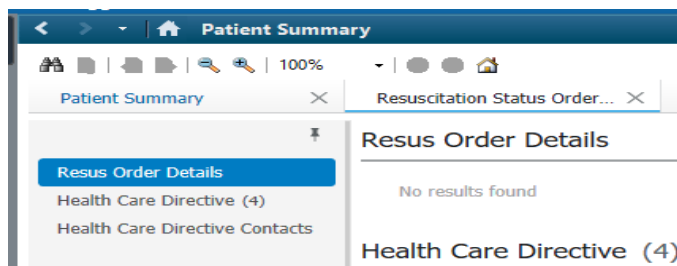 Patient Summary
100%
Patient Summary
Resuscitation Status Order...
Resus Order Details
Health Care Directive (4)
Health Care Directive Contacts
Resus Order Details
No results found
Health Care Directive (4)